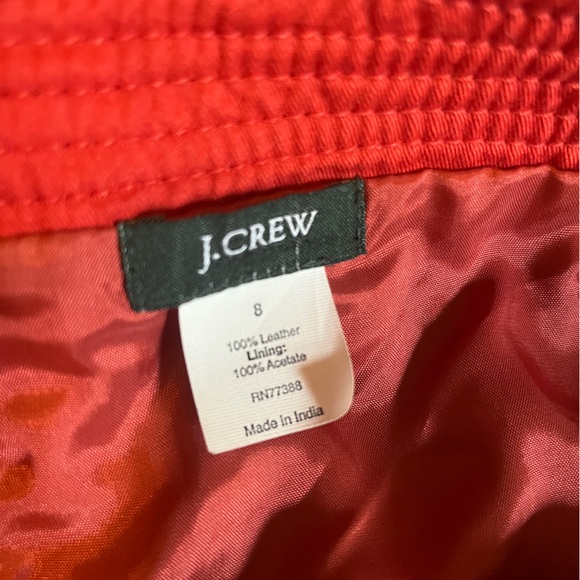 J.CREW
8
100% Leather
Lining:
100% Acetate
RN77388
Made in India